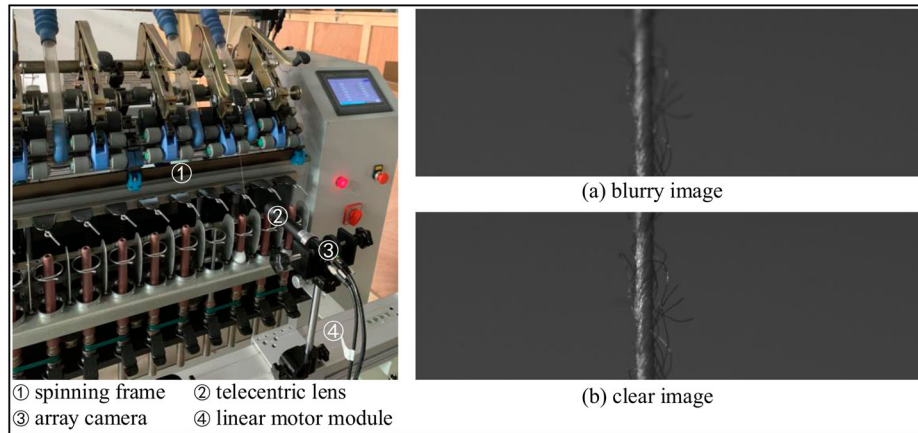 ①
②
③
④
① spinning frame ② telecentric lens
③ array camera ④ linear motor module
(a) blurry image
(b) clear image